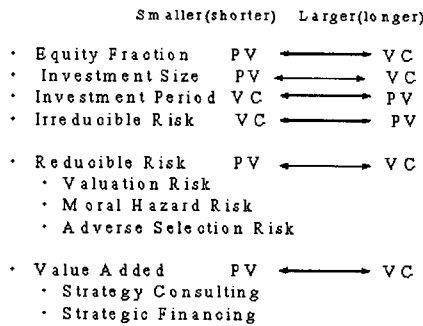 Smaller(shorter) Larger(longer)
· Equity Fraction PV VC
· Investment Size PV VC
· Investment Period VC PV
· Irreducible Risk VC PV
· Reducible Risk PV VC
· Valuation Risk
· Moral Hazard Risk
· Adverse Selection Risk
· Value Added PV VC
· Strategy Consulting
· Strategic Financing